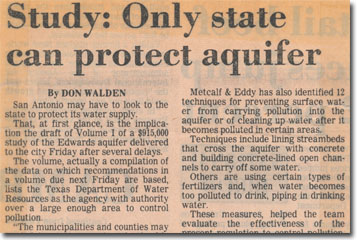 Study: Only state
can protect aquifer
By DON WALDEN
San Antonio may have to look to the
state to protect its water supply.
That, at first glance, is the implica-
tion the draft of Volume I of a $915,000
study of the Edwards aquifer delivered
to the city Friday after several delays.
The volume, actually a compilation of
the data on which recommendations in
a volume due next Friday are based,
lists the Texas Department of Water
Resources as the agency with authority
over a large enough area to control
pollution.
"The municipalities and counties may
Metcalf & Eddy has also identified 12
techniques for preventing surface wat-
er from carrying pollution into the
aquifer or of cleaning up water after it
becomes polluted in certain areas.
Techniques include lining streambeds
that cross the aquifer with concrete
and building concrete-lined open chan-
nels to carry off some water.
Others are using certain types of
fertilizers and, when water becomes
too polluted to drink, piping in drinking
water.
These measures, helped the team
evaluate the effectiveness of the
present regulation to control pollution